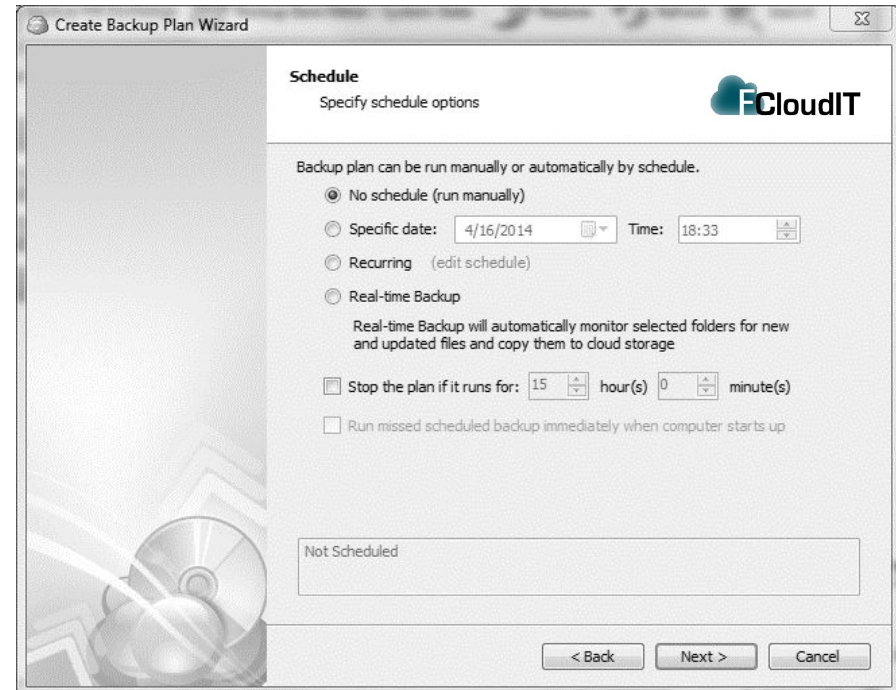 Create Backup Plan Wizard
Schedule
Specify schedule options
FCloudIT
Backup plan can be run manually or automatically by schedule.
No schedule (run manually)
Specific date: 4/16/2014 Time: 18:33
Recurring (edit schedule)
Real-time Backup
Real-time Backup will automatically monitor selected folders for new
and updated files and copy them to cloud storage
Stop the plan if it runs for: 15 hour(s) 0 minute(s)
Run missed scheduled backup immediately when computer starts up
Not Scheduled
< Back Next > Cancel